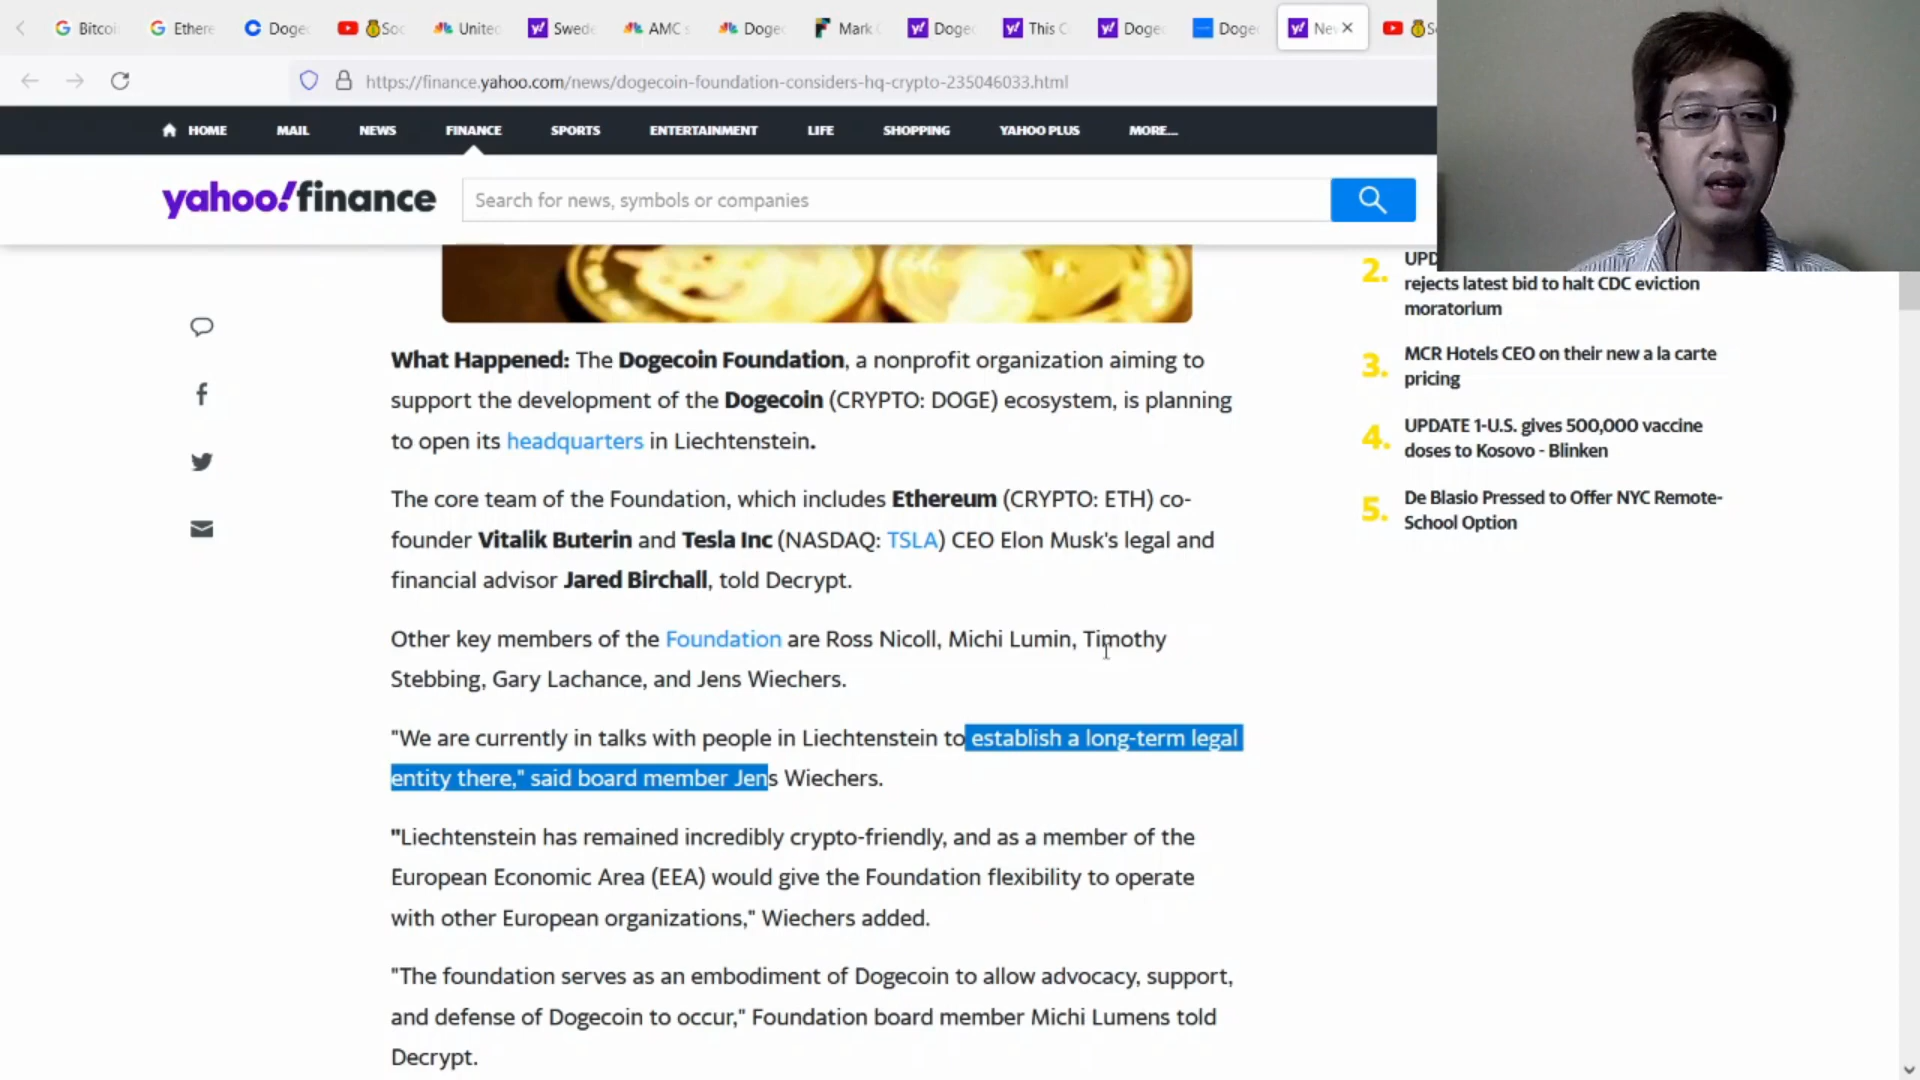 Bitcoi
Ethere
Doge
Soc
United
Swede
AMC s
Doge
Mark
Doge
This C
Doge
Doge
Ne
https://finance.yahoo.com/news/dogecoin-foundation-considers-hq-crypto-235046033.html
HOME MAIL NEWS FINANCE SPORTS ENTERTAINMENT LIFE SHOPPING YAHOO PLUS MORE...
yahoo!finance
Search for news, symbols or companies
What Happened: The Dogecoin Foundation, a nonprofit organization aiming to
support the development of the Dogecoin (CRYPTO: DOGE) ecosystem, is planning
to open its headquarters in Liechtenstein.
The core team of the Foundation, which includes Ethereum (CRYPTO: ETH) co-
founder Vitalik Buterin and Tesla Inc (NASDAQ: TSLA) CEO Elon Musk's legal and
financial advisor Jared Birchall, told Decrypt.
Other key members of the Foundation are Ross Nicoll, Michi Lumin, Timothy
Stebbing, Gary Lachance, and Jens Wiechers.
"We are currently in talks with people in Liechtenstein to establish a long-term legal
entity there," said board member Jens Wiechers.
"Liechtenstein has remained incredibly crypto-friendly, and as a member of the
European Economic Area (EEA) would give the Foundation flexibility to operate
with other European organizations," Wiechers added.
"The foundation serves as an embodiment of Dogecoin to allow advocacy, support,
and defense of Dogecoin to occur," Foundation board member Michi Lumens told
Decrypt.
2. UPD
rejects latest bid to halt CDC eviction
moratorium
3. MCR Hotels CEO on their new a la carte
pricing
4. UPDATE 1-U.S. gives 500,000 vaccine
doses to Kosovo - Blinken
5. De Blasio Pressed to Offer NYC Remote-
School Option